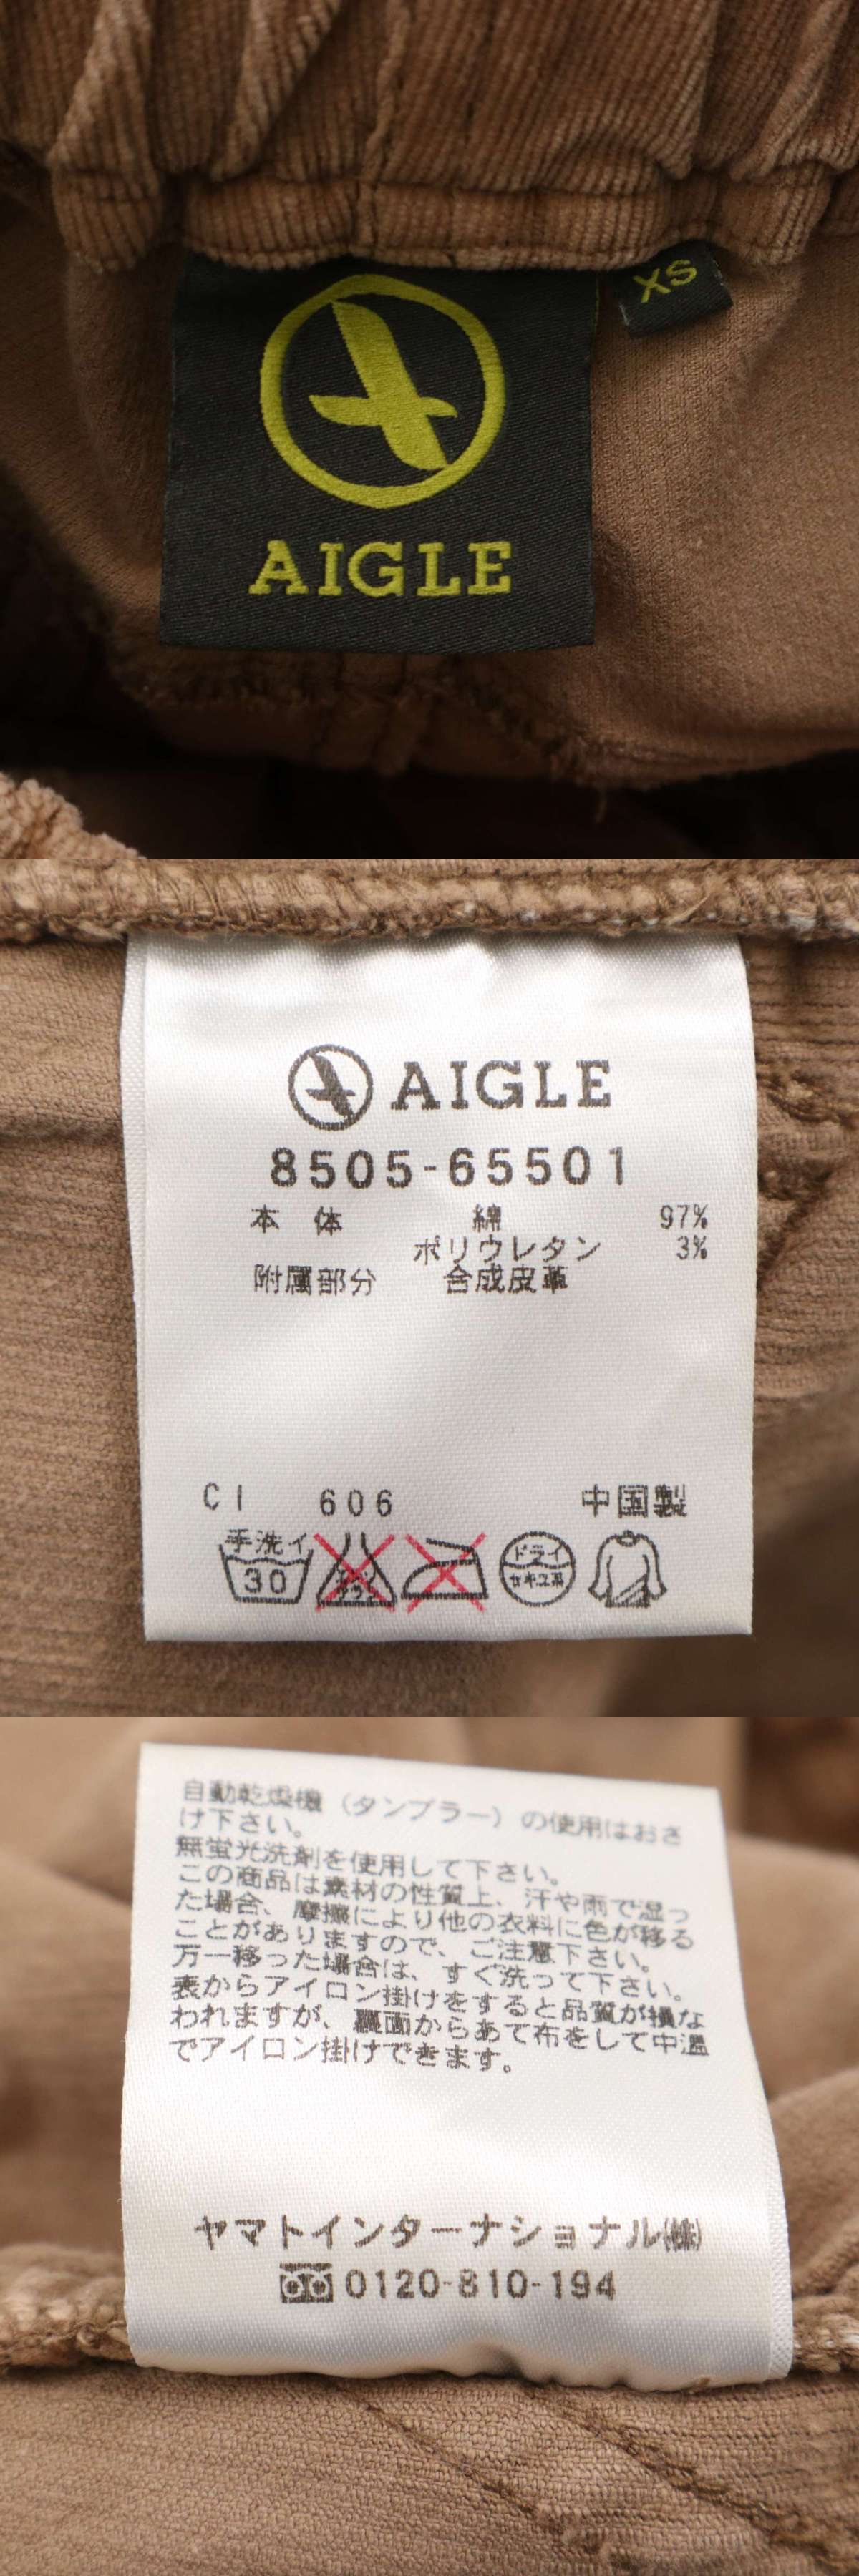 XS
AIGLE
AIGLE
8505-65501
本体 綿 97%
ポリウレタン 3%
附属部分 合成皮革
CI 606 中国製
手洗イ
30
ドライ
セキユ系
自動乾燥機（タンブラー）の使用はおさ
け下さい。
無蛍光洗剤を使用して下さい。
この商品は素材の性質上、汗や雨で湿っ
た場合、摩擦により他の衣料に色が移る
ことがありますので、ご注意下さい。
万一移った場合は、すぐ洗って下さい。
表からアイロン掛けをすると品質が損な
われますが、裏面からあて布をして中温
でアイロン掛けできます。
ヤマトインターナショナル㈱
0120-810-194